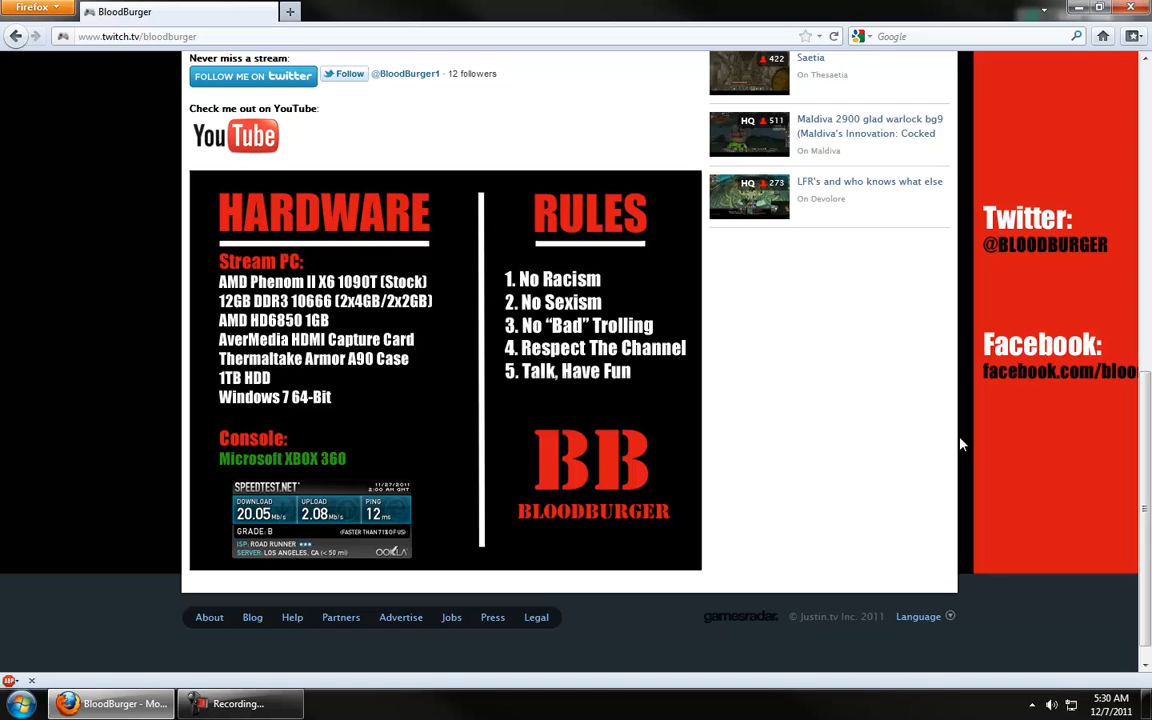 Firefox
BloodBurger
www.twitch.tv/bloodburger
Google
Never miss a stream:
FOLLOW ME ON twitter
Follow @BloodBurger1 · 12 followers
Check me out on YouTube:
YouTube
HARDWARE
Stream PC:
AMD Phenom II X6 1090T (Stock)
12GB DDR3 10666 (2x4GB/2x2GB)
AMD HD6850 1GB
AverMedia HDMI Capture Card
Thermaltake Armor A90 Case
1TB HDD
Windows 7 64-Bit
Console:
Microsoft XBOX 360
SPEEDTEST.NET
11/27/2011
2:00 AM GMT
DOWNLOAD
20.05 Mb/s
UPLOAD
2.08 Mb/s
PING
12 ms
GRADE: B (FASTER THAN 71% OF US)
ISP: ROAD RUNNER
SERVER: LOS ANGELES, CA (< 50 mi)
OOKLA
RULES
1. No Racism
2. No Sexism
3. No “Bad” Trolling
4. Respect The Channel
5. Talk, Have Fun
BB
BLOODBURGER
422
Saetia
On Thesaetia
HQ 511
Maldiva 2900 glad warlock bg9
(Maldiva's Innovation: Cocked
On Maldiva
HQ 273
LFR's and who knows what else
On Devolore
Twitter:
@BLOODBURGER
Facebook:
facebook.com/bloo
About Blog Help Partners Advertise Jobs Press Legal
gamesradar. © Justin.tv Inc. 2011 Language
ABP
BloodBurger - Mo...
Recording...
5:30 AM
12/7/2011